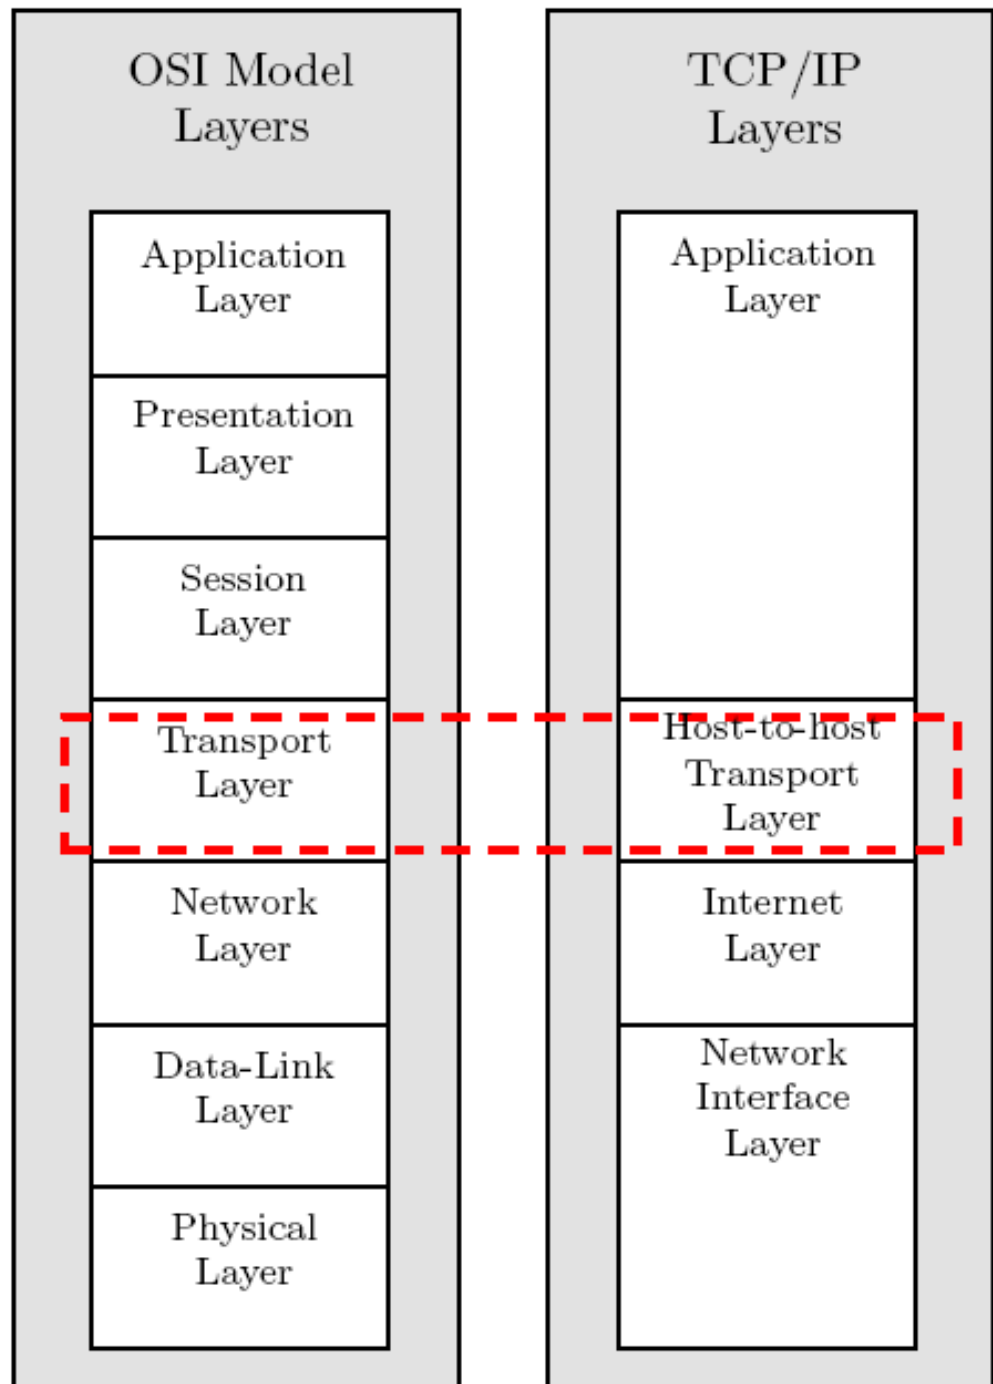 OSI Model
Layers
Application
Layer
Presentation
Layer
Session
Layer
Transport
Layer
Network
Layer
Data-Link
Layer
Physical
Layer
TCP/IP
Layers
Application
Layer
Host-to-host
Transport
Layer
Internet
Layer
Network
Interface
Layer